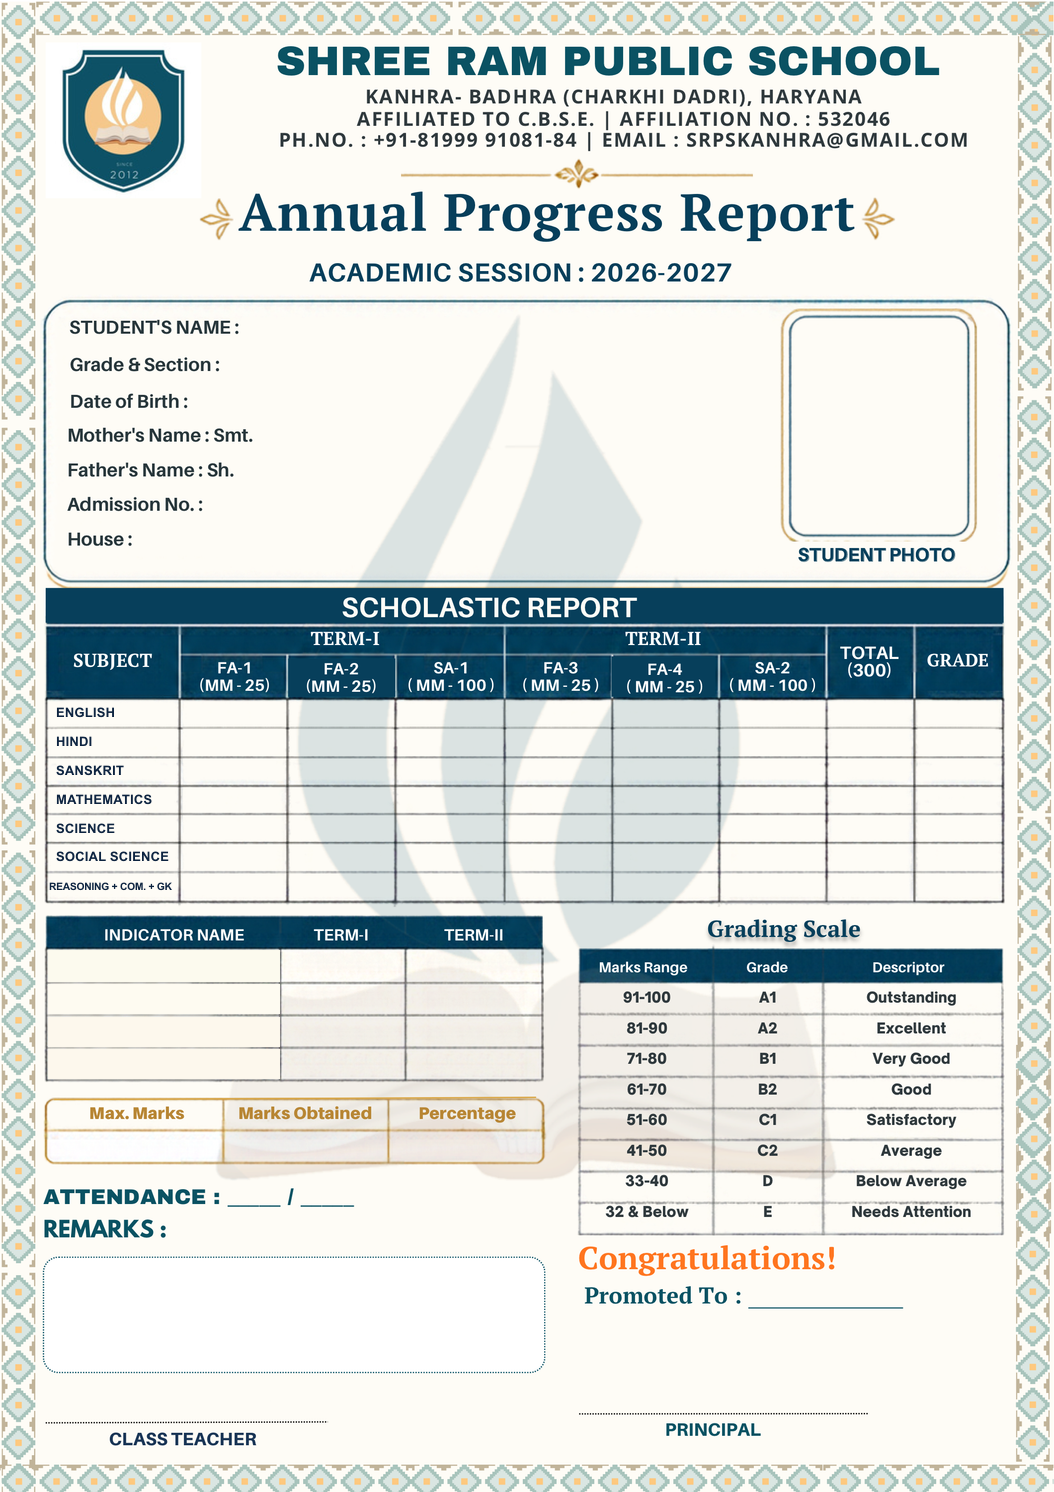 SHREE RAM PUBLIC SCHOOL
KANHRA- BADHRA (CHARKHI DADRI), HARYANA
AFFILIATED TO C.B.S.E. | AFFILIATION NO. : 532046
PH.NO. : +91-81999 91081-84 | EMAIL : SRPSKANHRA@GMAIL.COM
SINCE
2012
Annual Progress Report
ACADEMIC SESSION : 2026-2027
STUDENT'S NAME :
Grade & Section :
Date of Birth :
Mother's Name : Smt.
Father's Name : Sh.
Admission No. :
House :
STUDENT PHOTO
SCHOLASTIC REPORT
SUBJECT TERM-I TERM-II TOTAL (300) GRADE
FA-1 (MM - 25) FA-2 (MM - 25) SA-1 ( MM - 100 ) FA-3 ( MM - 25 ) FA-4 ( MM - 25 ) SA-2 ( MM - 100 )
ENGLISH
HINDI
SANSKRIT
MATHEMATICS
SCIENCE
SOCIAL SCIENCE
REASONING + COM. + GK
INDICATOR NAME TERM-I TERM-II
Max. Marks Marks Obtained Percentage
ATTENDANCE : _____ / _____
REMARKS :
Grading Scale
Marks Range Grade Descriptor
91-100 A1 Outstanding
81-90 A2 Excellent
71-80 B1 Very Good
61-70 B2 Good
51-60 C1 Satisfactory
41-50 C2 Average
33-40 D Below Average
32 & Below E Needs Attention
Congratulations!
Promoted To : _____________
CLASS TEACHER
PRINCIPAL